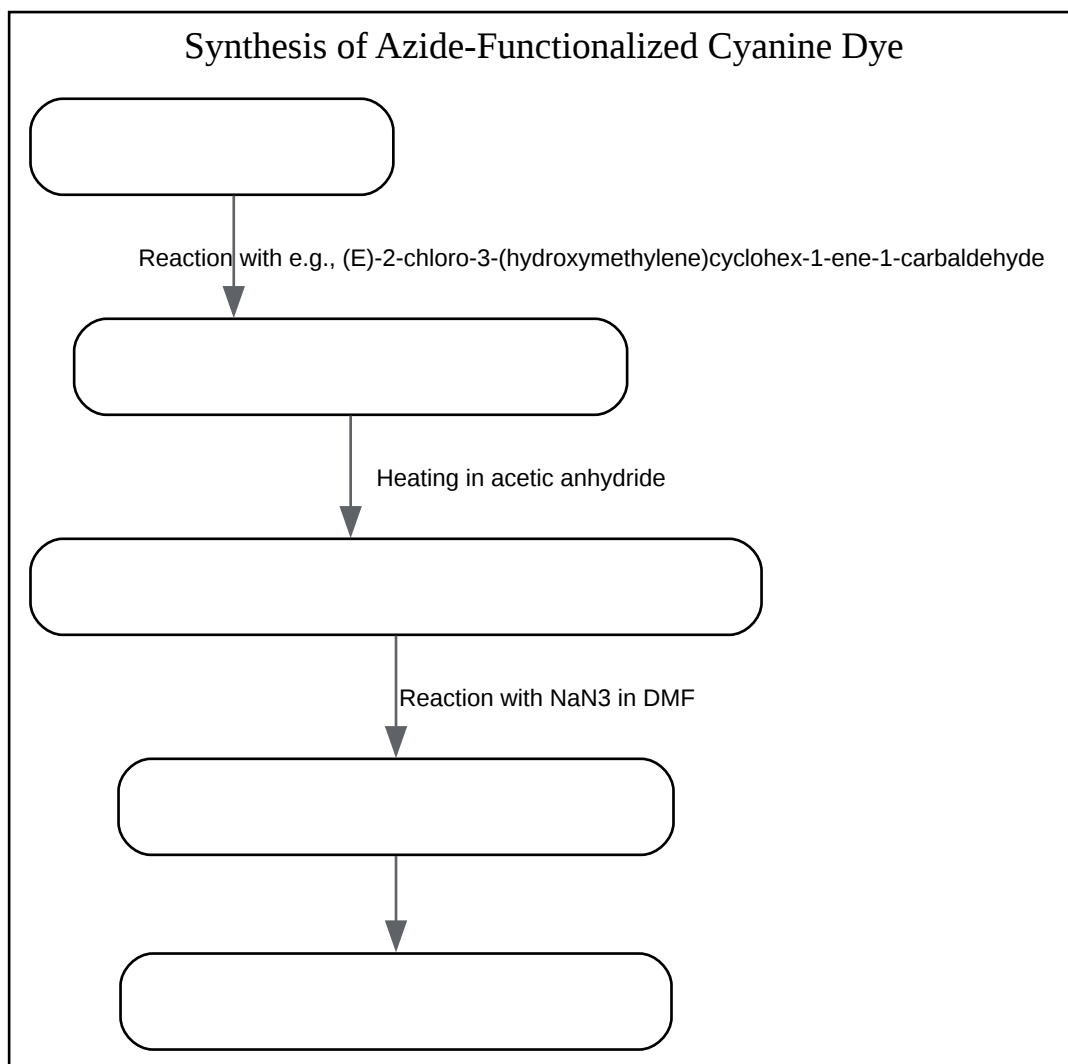 Synthesis of Azide-Functionalized Cyanine Dye
Reaction with e.g., (E)-2-chloro-3-(hydroxymethylene)cyclohex-1-ene-1-carbaldehyde
Heating in acetic anhydride
Reaction with NaN3 in DMF